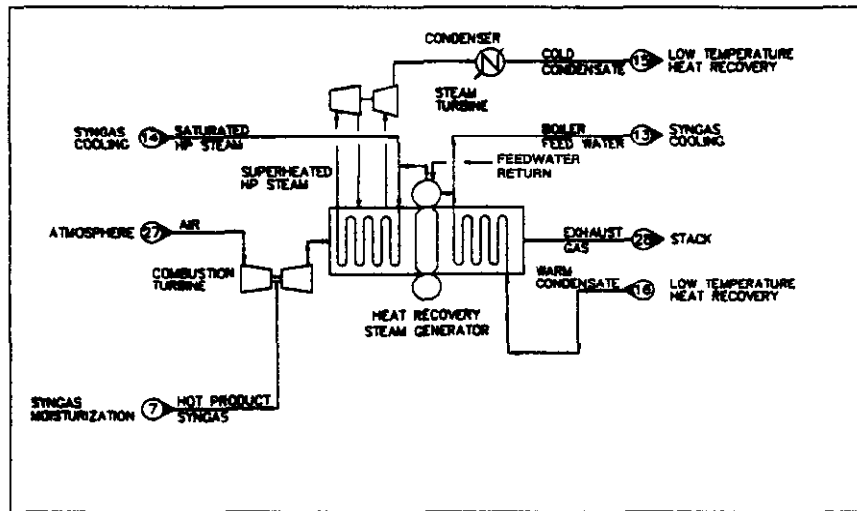 CONDENSER
COLD
CONDENSATE
15
LOW TEMPERATURE
HEAT RECOVERY
STEAM
TURBINE
SYNGAS
COOLING
14
SATURATED
HP STEAM
BOILER
FEED WATER
13
SYNGAS
COOLING
SUPERHEATED
HP STEAM
FEEDWATER
RETURN
ATMOSPHERE
27
AIR
EXHAUST
GAS
28
STACK
COMBUSTION
TURBINE
WARM
CONDENSATE
16
LOW TEMPERATURE
HEAT RECOVERY
HEAT RECOVERY
STEAM GENERATOR
SYNGAS
MOISTURIZATION
7
HOT PRODUCT
SYNGAS